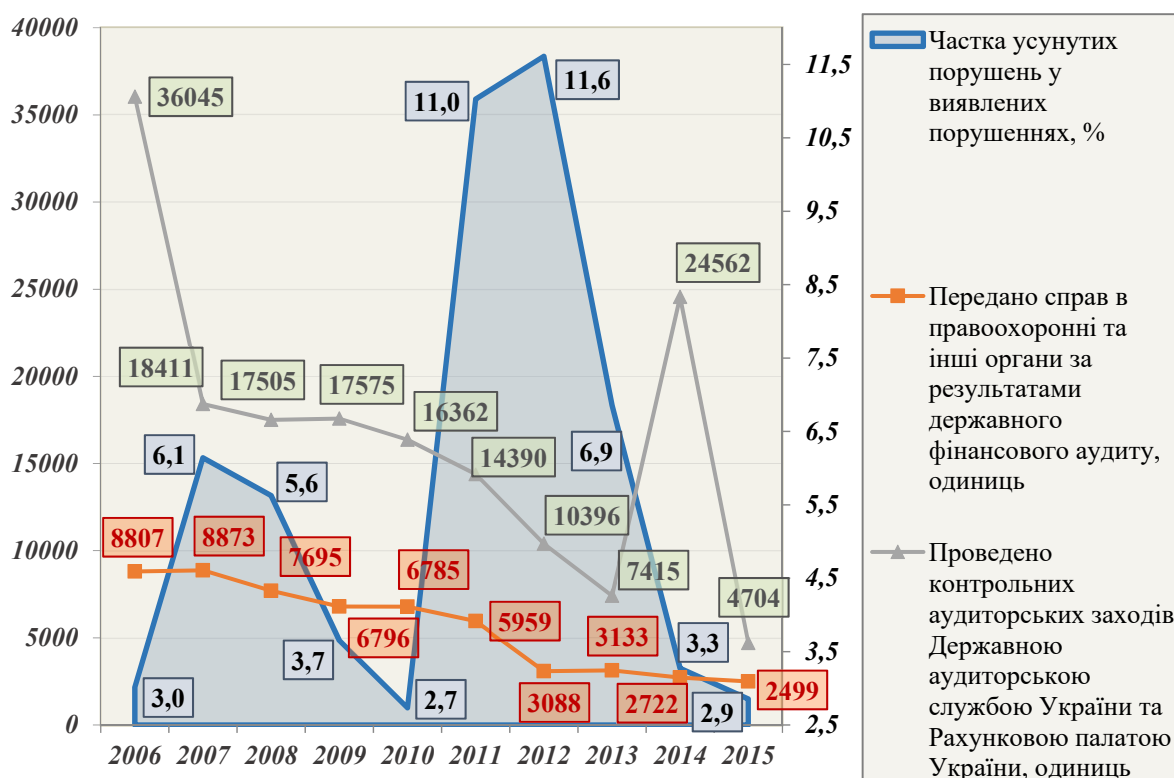 40000
35000
30000
25000
20000
15000
10000
5000
0
36045
18411
17505
17575
16362
14390
10396
7415
24562
4704
11,0
11,6
6,1
5,6
6,9
3,7
3,0
2,7
3,3
2,9
8807
8873
7695
6796
6785
5959
3088
3133
2722
2499
11,5
10,5
9,5
8,5
7,5
6,5
5,5
4,5
3,5
2,5
2006 2007 2008 2009 2010 2011 2012 2013 2014 2015
Частка усунутих
порушень у
виявлених
порушеннях, %
Передано справ в
правоохоронні та
інші органи за
результатами
державного
фінансового аудиту,
одиниць
Проведено
контрольних
аудиторських заходів
Державною
аудиторською
службою України та
Рахунковою палатою
України, одиниць